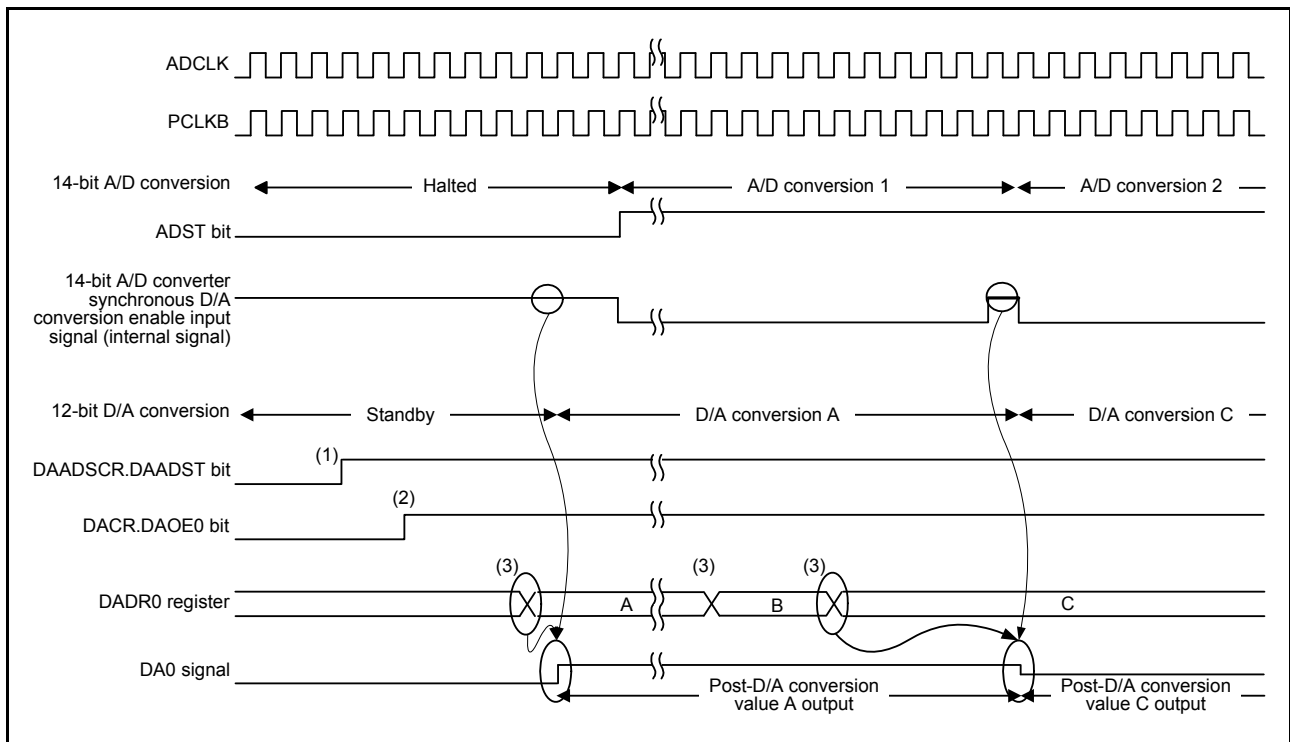 ADCLK
PCLKB
14-bit A/D conversion
Halted
A/D conversion 1
A/D conversion 2
ADST bit
14-bit A/D converter
synchronous D/A
conversion enable input
signal (internal signal)
12-bit D/A conversion
Standby
D/A conversion A
D/A conversion C
(1)
DAADSCR.DAADST bit
(2)
DACR.DAOE0 bit
(3)
(3)
(3)
DADR0 register
A
B
C
DA0 signal
Post-D/A conversion
value A output
Post-D/A conversion
value C output